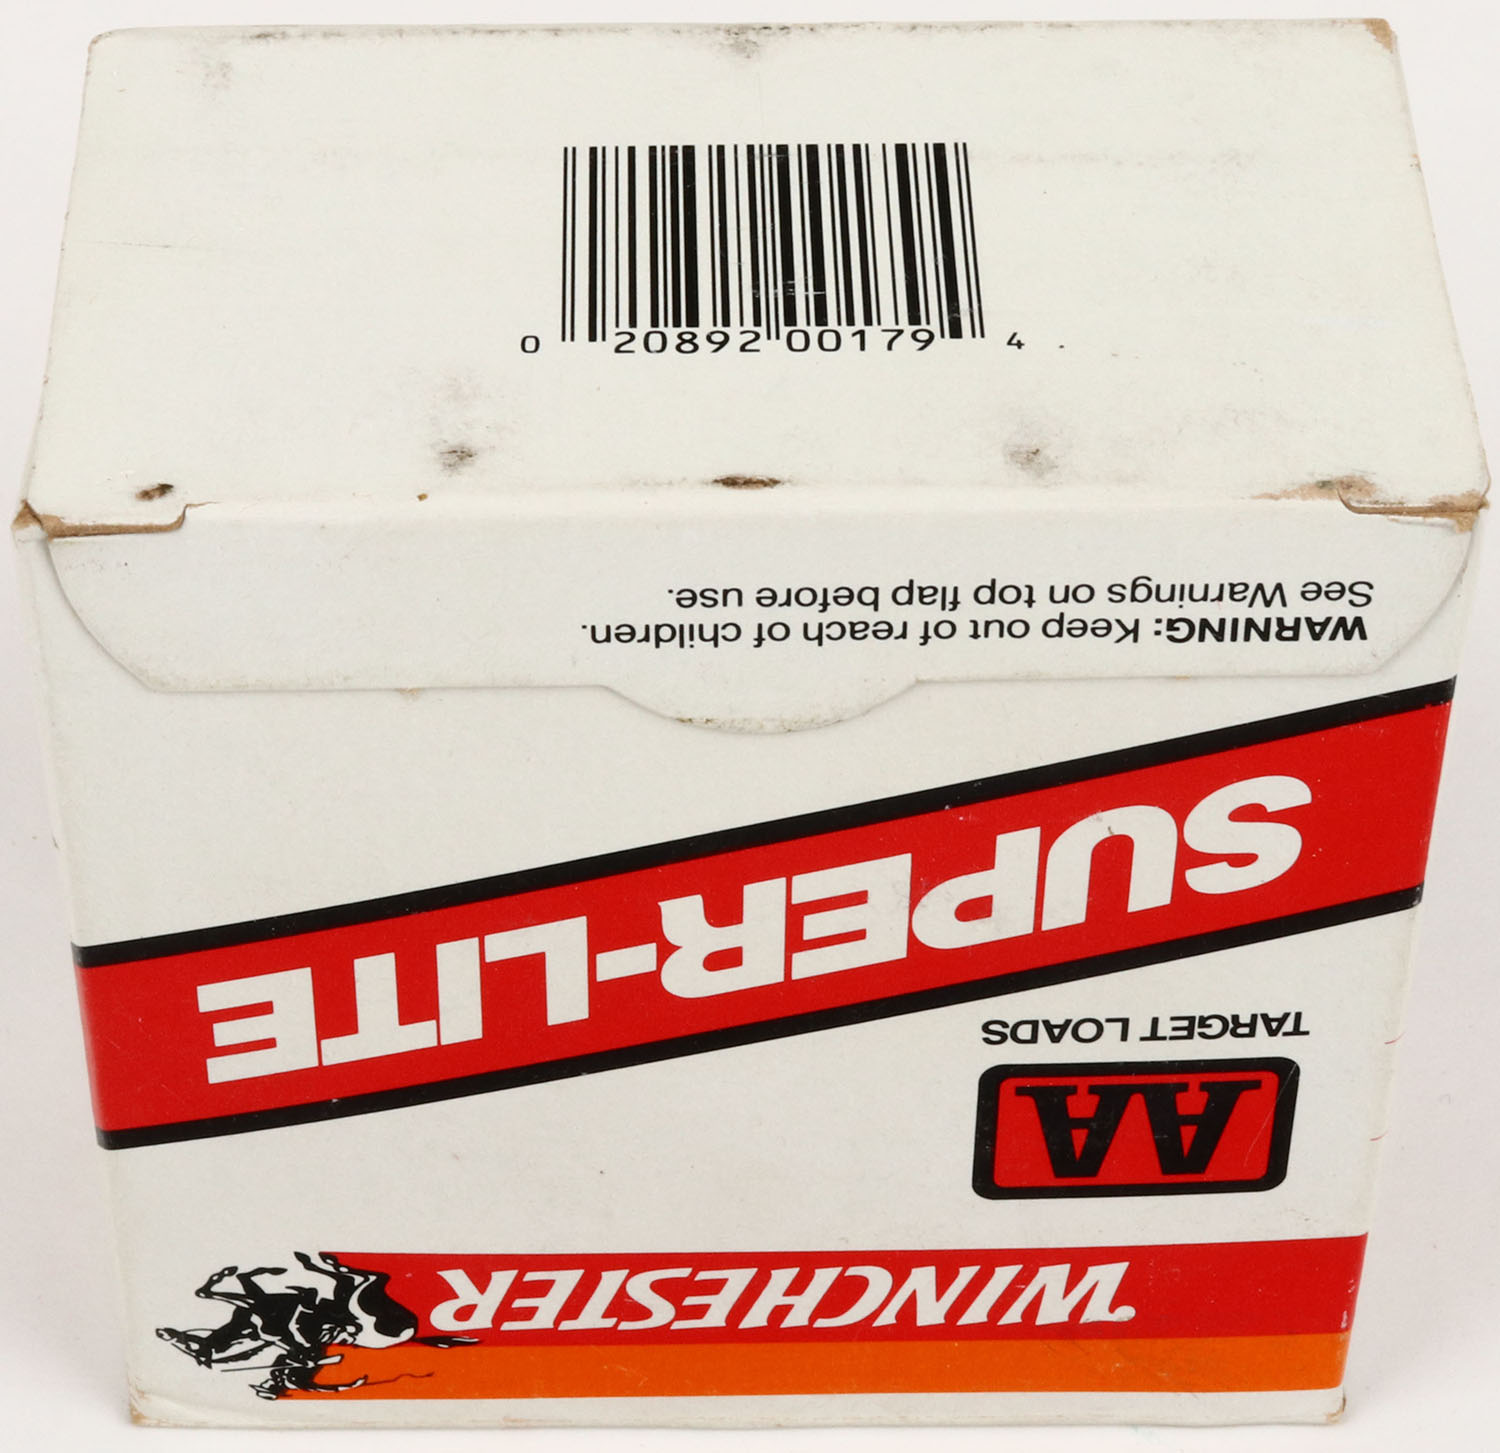 0 20892 00179 4
WINCHESTER
AA
TARGET LOADS
SUPER-LITE
WARNING: Keep out of reach of children.
See Warnings on top flap before use.